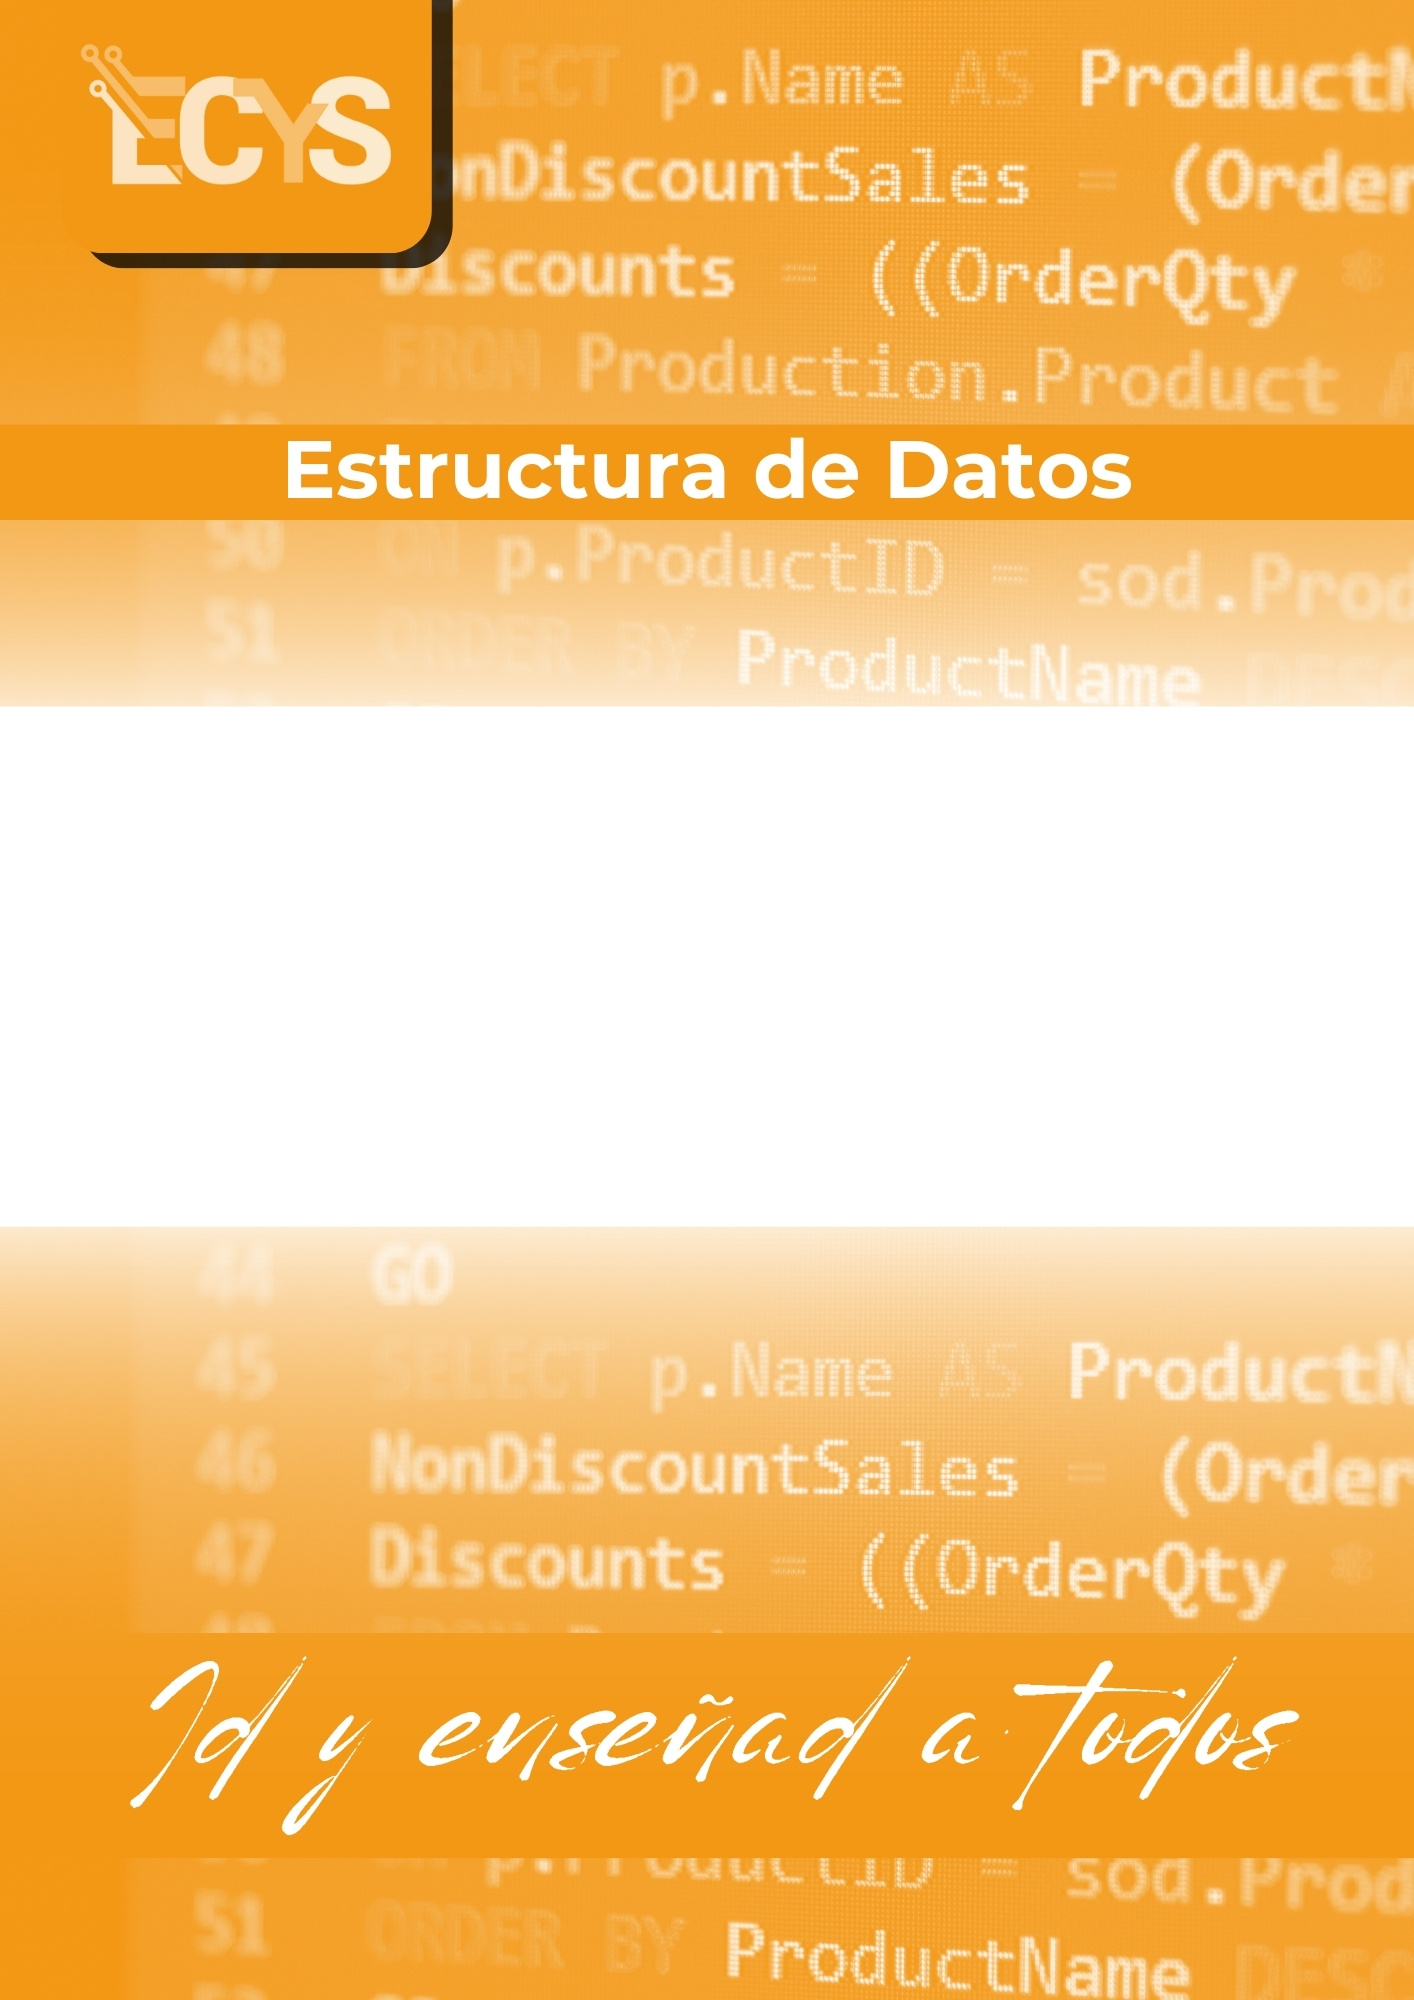 ECYS
SELECT p.Name AS ProductN
NonDiscountSales = (Order
47 Discounts = ((OrderQty *
48 FROM Production.Product
Estructura de Datos
50 ON p.ProductID = sod.Prod
51 ORDER BY ProductName DESC
44 GO
45 SELECT p.Name AS ProductN
46 NonDiscountSales = (Order
47 Discounts = ((OrderQty *
Id y enseñad a todos
p.ProductID = sod.Prod
51 ORDER BY ProductName DESC